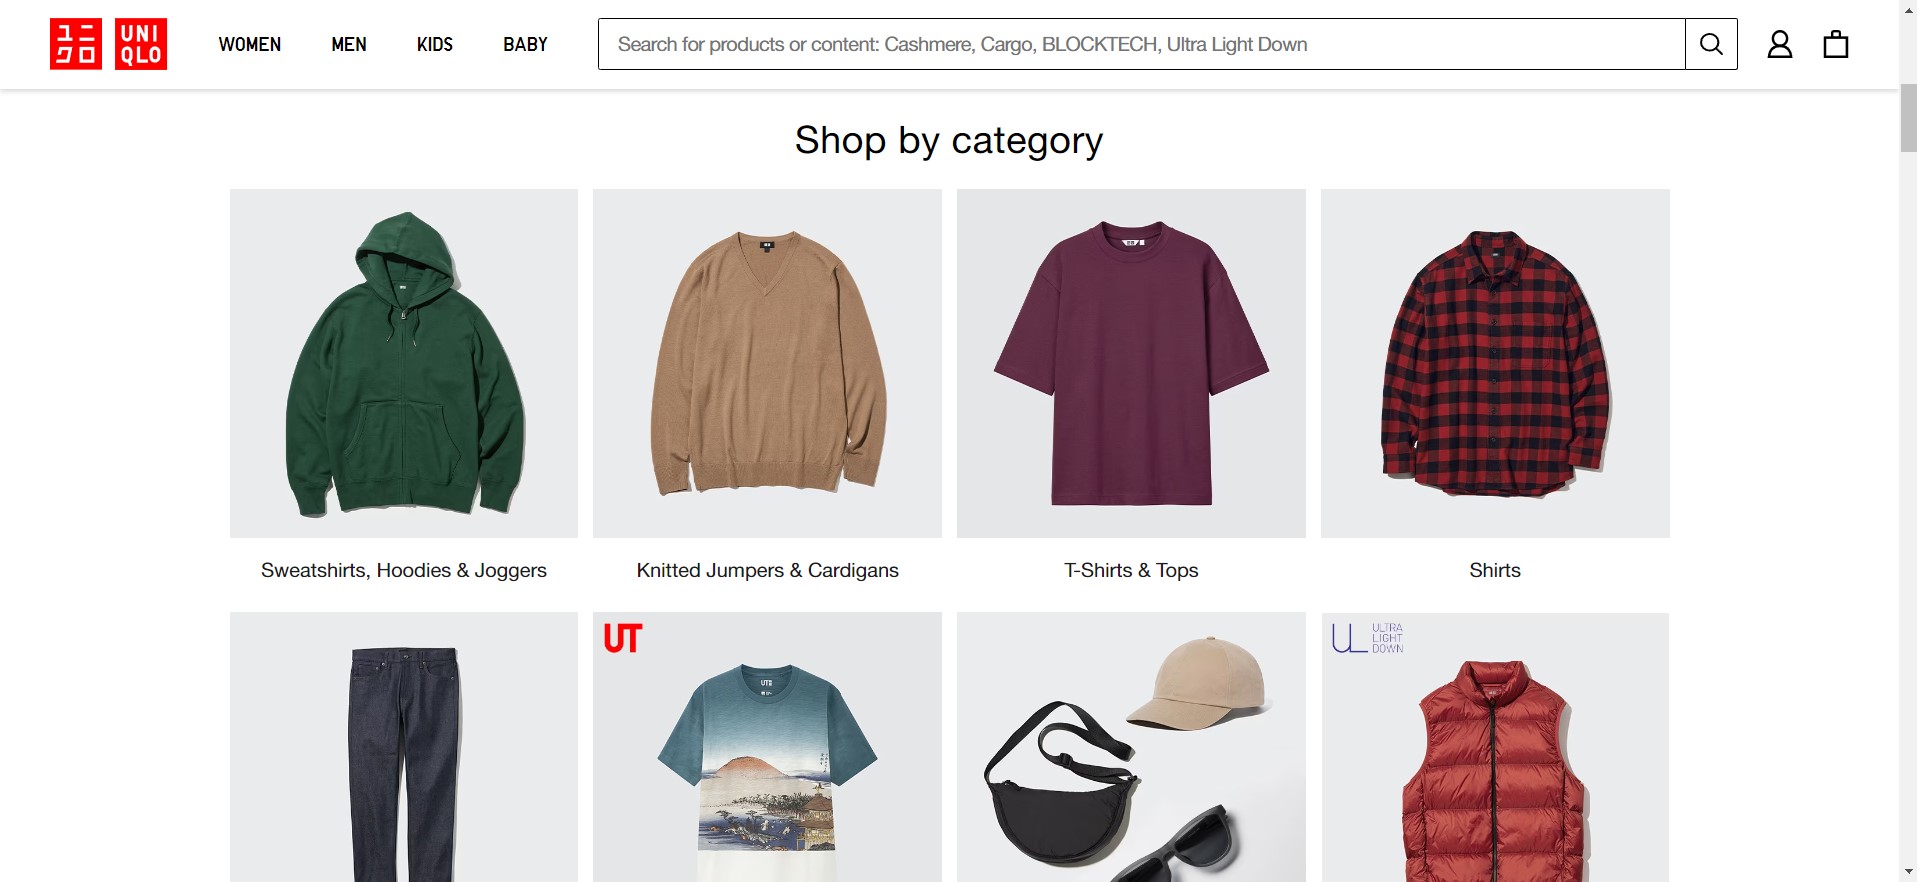 ユニ
クロ
UNI
QLO
WOMEN
MEN
KIDS
BABY
Search for products or content: Cashmere, Cargo, BLOCKTECH, Ultra Light Down
Shop by category
Sweatshirts, Hoodies & Joggers
Knitted Jumpers & Cardigans
T-Shirts & Tops
Shirts
UT
UL
ULTRA
LIGHT
DOWN